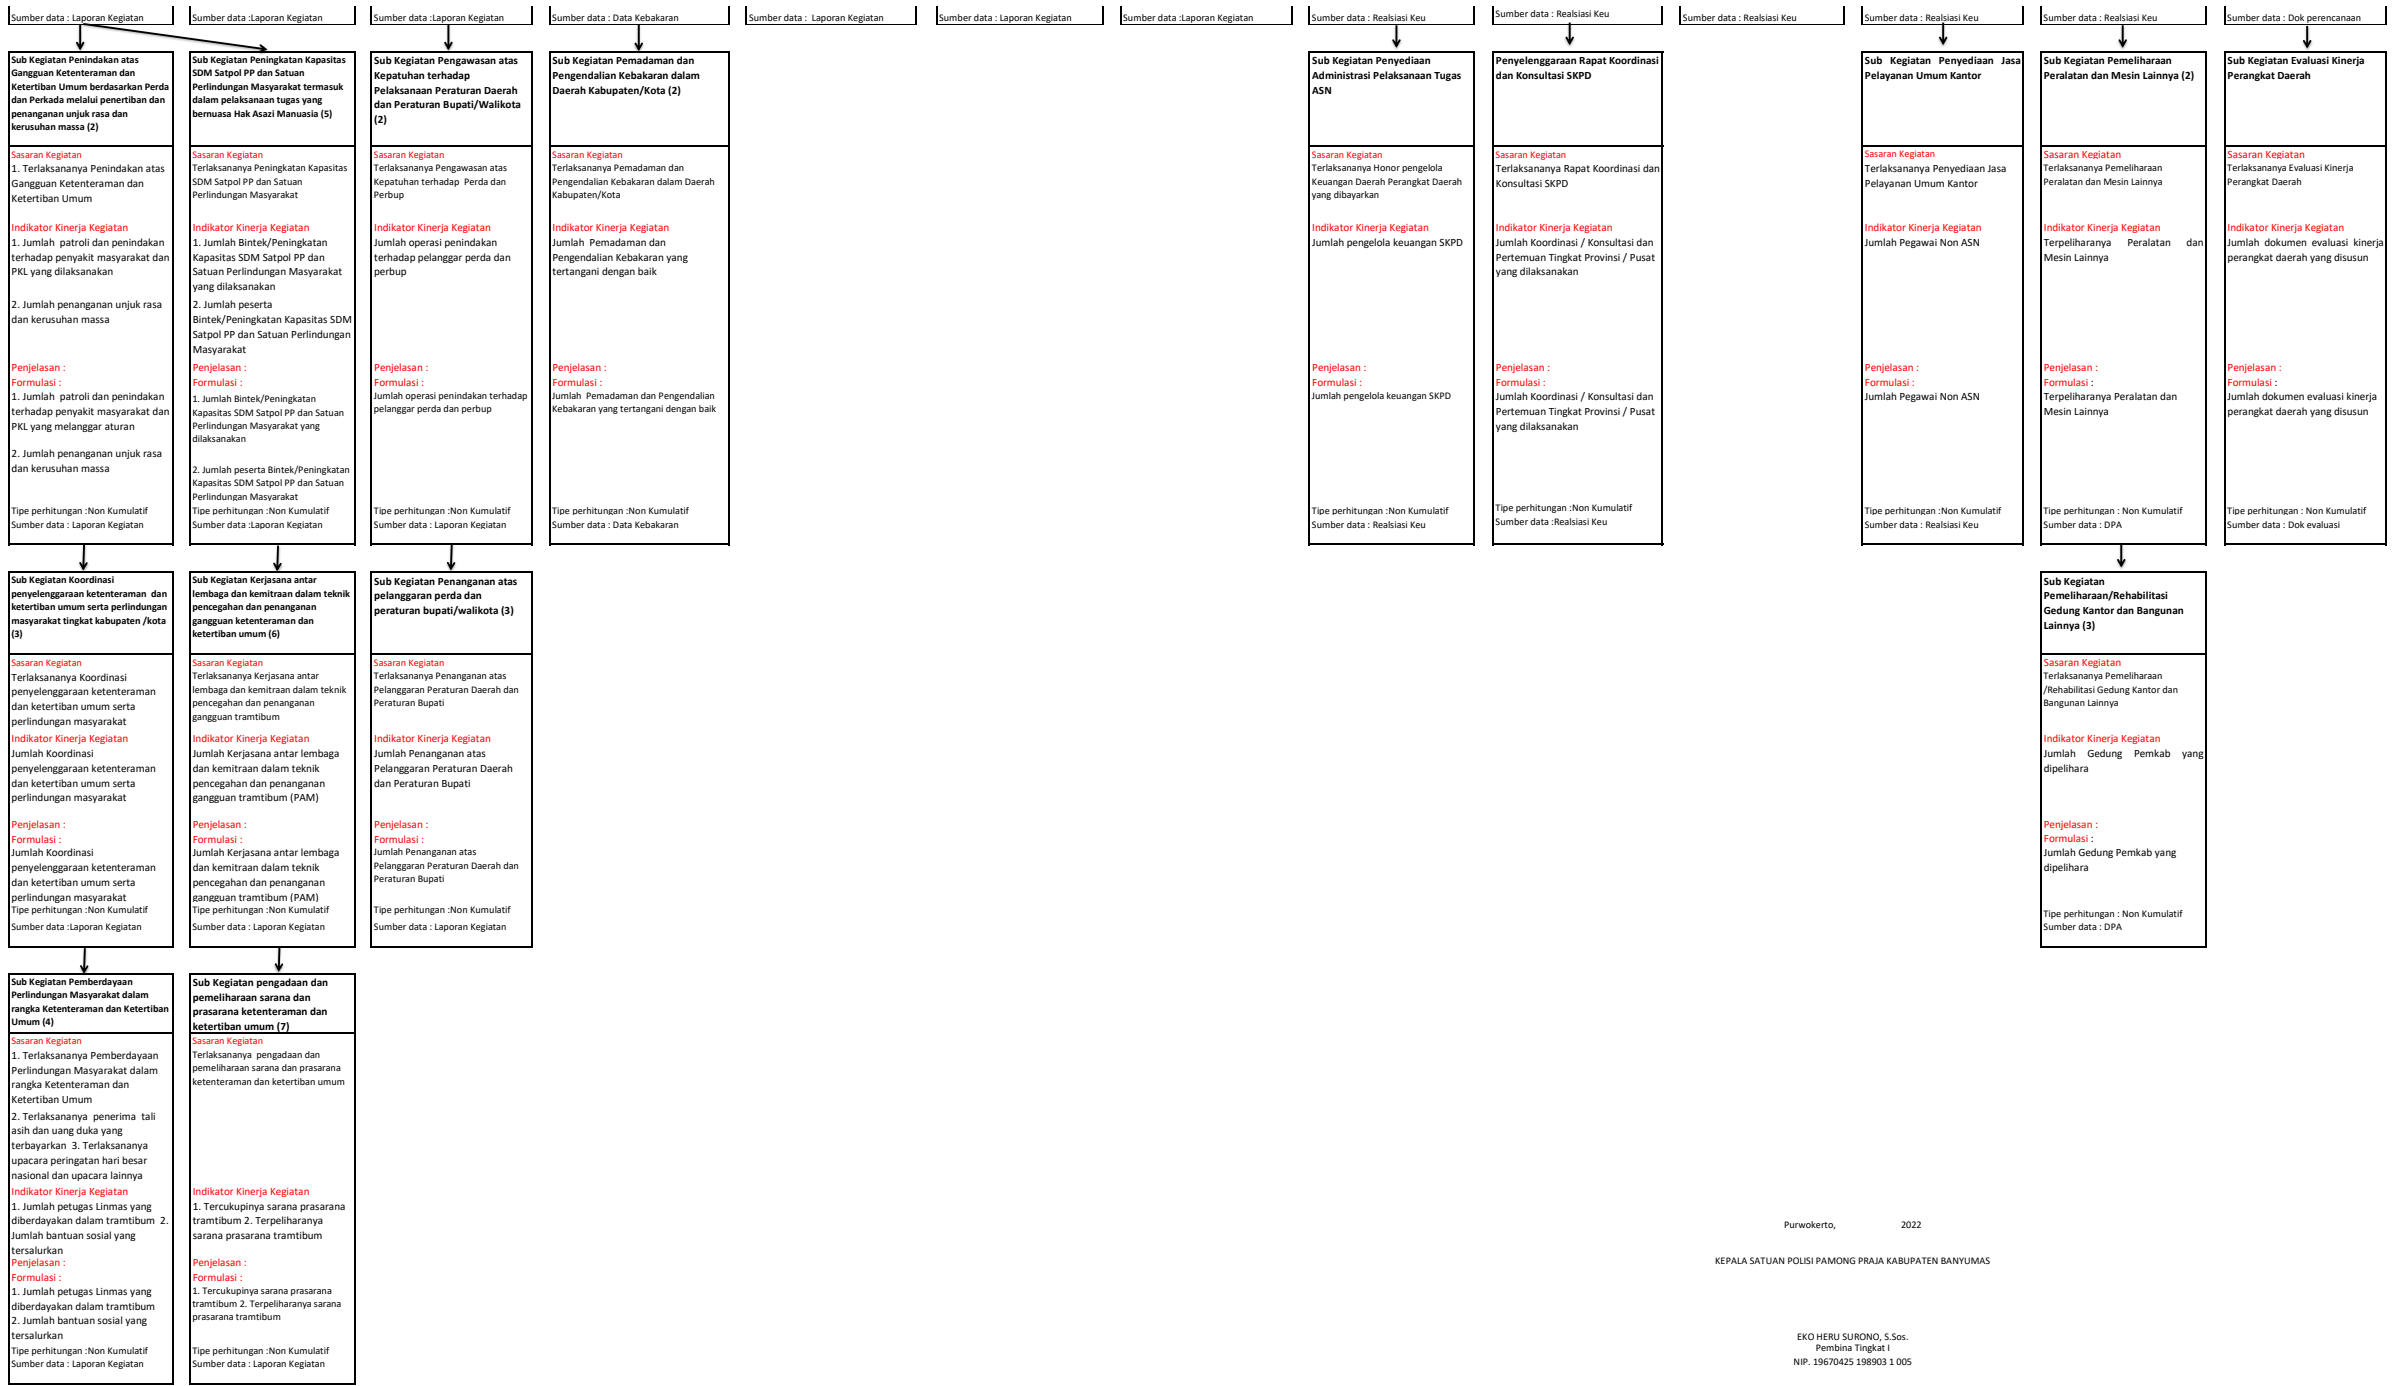 Sumber data : Laporan Kegiatan
Sumber data :Laporan Kegiatan
Sumber data :Laporan Kegiatan
Sumber data : Data Kebakaran
Sumber data :  Laporan Kegiatan
Sumber data : Laporan Kegiatan
Sumber data :Laporan Kegiatan
Sumber data : Realsiasi Keu
Sumber data : Realsiasi Keu
Sumber data : Realsiasi Keu
Sumber data : Realsiasi Keu
Sumber data : Realsiasi Keu
Sumber data : Dok perencanaan
Sub Kegiatan Penindakan atas
Gangguan Ketenteraman dan
Ketertiban Umum berdasarkan Perda
dan Perkada melalui penertiban dan
penanganan unjuk rasa dan
kerusuhan massa (2)
Sasaran Kegiatan
1. Terlaksananya Penindakan atas
Gangguan Ketenteraman dan
Ketertiban Umum
Indikator Kinerja Kegiatan
1. Jumlah  patroli dan penindakan
terhadap penyakit masyarakat dan
PKL yang dilaksanakan
2. Jumlah penanganan unjuk rasa
dan kerusuhan massa
Penjelasan :
Formulasi :
1. Jumlah  patroli dan penindakan
terhadap penyakit masyarakat dan
PKL yang melanggar aturan
2. Jumlah penanganan unjuk rasa
dan kerusuhan massa
Tipe perhitungan :Non Kumulatif
Sumber data : Laporan Kegiatan
Sub Kegiatan Peningkatan Kapasitas
SDM Satpol PP dan Satuan
Perlindungan Masyarakat termasuk
dalam pelaksanaan tugas yang
bernuasa Hak Asazi Manuasia (5)
Sasaran Kegiatan
Terlaksananya Peningkatan Kapasitas
SDM Satpol PP dan Satuan
Perlindungan Masyarakat
Indikator Kinerja Kegiatan
1. Jumlah Bintek/Peningkatan
Kapasitas SDM Satpol PP dan
Satuan Perlindungan Masyarakat
yang dilaksanakan
2. Jumlah peserta
Bintek/Peningkatan Kapasitas SDM
Satpol PP dan Satuan Perlindungan
Masyarakat
Penjelasan :
Formulasi :
1. Jumlah Bintek/Peningkatan
Kapasitas SDM Satpol PP dan Satuan
Perlindungan Masyarakat yang
dilaksanakan
2. Jumlah peserta Bintek/Peningkatan
Kapasitas SDM Satpol PP dan Satuan
Perlindungan Masyarakat
Tipe perhitungan :Non Kumulatif
Sumber data :Laporan Kegiatan
Sub Kegiatan Pengawasan atas
Kepatuhan terhadap
Pelaksanaan Peraturan Daerah
dan Peraturan Bupati/Walikota
(2)
Sasaran Kegiatan
Terlaksananya Pengawasan atas
Kepatuhan terhadap  Perda dan
Perbup
Indikator Kinerja Kegiatan
Jumlah operasi penindakan
terhadap pelanggar perda dan
perbup
Penjelasan :
Formulasi :
Jumlah operasi penindakan terhadap
pelanggar perda dan perbup
Tipe perhitungan :Non Kumulatif
Sumber data : Laporan Kegiatan
Sub Kegiatan Pemadaman dan
Pengendalian Kebakaran dalam
Daerah Kabupaten/Kota (2)
Sasaran Kegiatan
Terlaksananya Pemadaman dan
Pengendalian Kebakaran dalam Daerah
Kabupaten/Kota
Indikator Kinerja Kegiatan
Jumlah  Pemadaman dan
Pengendalian Kebakaran yang
tertangani dengan baik
Penjelasan :
Formulasi :
Jumlah  Pemadaman dan Pengendalian
Kebakaran yang tertangani dengan baik
Tipe perhitungan :Non Kumulatif
Sumber data : Data Kebakaran
Sub Kegiatan Penyediaan
Administrasi Pelaksanaan Tugas
ASN
Sasaran Kegiatan
Terlaksananya Honor pengelola
Keuangan Daerah Perangkat Daerah
yang dibayarkan
Indikator Kinerja Kegiatan
Jumlah pengelola keuangan SKPD
Penjelasan :
Formulasi :
Jumlah pengelola keuangan SKPD
Tipe perhitungan :Non Kumulatif
Sumber data : Realsiasi Keu
Penyelenggaraan Rapat Koordinasi
dan Konsultasi SKPD
Sasaran Kegiatan
Terlaksananya Rapat Koordinasi dan
Konsultasi SKPD
Indikator Kinerja Kegiatan
Jumlah Koordinasi / Konsultasi dan
Pertemuan Tingkat Provinsi / Pusat
yang dilaksanakan
Penjelasan :
Formulasi :
Jumlah Koordinasi / Konsultasi dan
Pertemuan Tingkat Provinsi / Pusat
yang dilaksanakan
Tipe perhitungan :Non Kumulatif
Sumber data :Realsiasi Keu
Sub Kegiatan Penyediaan Jasa
Pelayanan Umum Kantor
Sasaran Kegiatan
Terlaksananya Penyediaan Jasa
Pelayanan Umum Kantor
Indikator Kinerja Kegiatan
Jumlah Pegawai Non ASN
Penjelasan :
Formulasi :
Jumlah Pegawai Non ASN
Tipe perhitungan :Non Kumulatif
Sumber data : Realsiasi Keu
Sub Kegiatan Pemeliharaan
Peralatan dan Mesin Lainnya (2)
Sasaran Kegiatan
Terlaksananya Pemeliharaan
Peralatan dan Mesin Lainnya
Indikator Kinerja Kegiatan
Terpeliharanya Peralatan dan
Mesin Lainnya
Penjelasan :
Formulasi :
Terpeliharanya Peralatan dan
Mesin Lainnya
Tipe perhitungan : Non Kumulatif
Sumber data : DPA
Sub Kegiatan Evaluasi Kinerja
Perangkat Daerah
Sasaran Kegiatan
Terlaksananya Evaluasi Kinerja
Perangkat Daerah
Indikator Kinerja Kegiatan
Jumlah dokumen evaluasi kinerja
perangkat daerah yang disusun
Penjelasan :
Formulasi :
Jumlah dokumen evaluasi kinerja
perangkat daerah yang disusun
Tipe perhitungan : Non Kumulatif
Sumber data : Dok evaluasi
Sub Kegiatan Koordinasi
penyelenggaraan ketenteraman  dan
ketertiban umum serta perlindungan
masyarakat tingkat kabupaten /kota
(3)
Sasaran Kegiatan
Terlaksananya Koordinasi
penyelenggaraan ketenteraman
dan ketertiban umum serta
perlindungan masyarakat
Indikator Kinerja Kegiatan
Jumlah Koordinasi
penyelenggaraan ketenteraman
dan ketertiban umum serta
perlindungan masyarakat
Penjelasan :
Formulasi :
Jumlah Koordinasi
penyelenggaraan ketenteraman
dan ketertiban umum serta
perlindungan masyarakat
Tipe perhitungan :Non Kumulatif
Sumber data :Laporan Kegiatan
Sub Kegiatan Kerjasana antar
lembaga dan kemitraan dalam teknik
pencegahan dan penanganan
gangguan ketenteraman dan
ketertiban umum (6)
Sasaran Kegiatan
Terlaksananya Kerjasana antar
lembaga dan kemitraan dalam teknik
pencegahan dan penanganan
gangguan tramtibum
Indikator Kinerja Kegiatan
Jumlah Kerjasana antar lembaga
dan kemitraan dalam teknik
pencegahan dan penanganan
gangguan tramtibum (PAM)
Penjelasan :
Formulasi :
Jumlah Kerjasana antar lembaga
dan kemitraan dalam teknik
pencegahan dan penanganan
gangguan tramtibum (PAM)
Tipe perhitungan :Non Kumulatif
Sumber data : Laporan Kegiatan
Sub Kegiatan Penanganan atas
pelanggaran perda dan
peraturan bupati/walikota (3)
Sasaran Kegiatan
Terlaksananya Penanganan atas
Pelanggaran Peraturan Daerah dan
Peraturan Bupati
Indikator Kinerja Kegiatan
Jumlah Penanganan atas
Pelanggaran Peraturan Daerah
dan Peraturan Bupati
Penjelasan :
Formulasi :
Jumlah Penanganan atas
Pelanggaran Peraturan Daerah dan
Peraturan Bupati
Tipe perhitungan :Non Kumulatif
Sumber data : Laporan Kegiatan
Sub Kegiatan
Pemeliharaan/Rehabilitasi
Gedung Kantor dan Bangunan
Lainnya (3)
Sasaran Kegiatan
Terlaksananya Pemeliharaan
/Rehabilitasi Gedung Kantor dan
Bangunan Lainnya
Indikator Kinerja Kegiatan
Jumlah Gedung Pemkab yang
dipelihara
Penjelasan :
Formulasi :
Jumlah Gedung Pemkab yang
dipelihara
Tipe perhitungan : Non Kumulatif
Sumber data : DPA
Sub Kegiatan Pemberdayaan
Perlindungan Masyarakat dalam
rangka Ketenteraman dan Ketertiban
Umum (4)
Sasaran Kegiatan
1. Terlaksananya Pemberdayaan
Perlindungan Masyarakat dalam
rangka Ketenteraman dan
Ketertiban Umum
2. Terlaksananya  penerima  tali
asih dan uang duka yang
terbayarkan  3. Terlaksananya
upacara peringatan hari besar
nasional dan upacara lainnya
Indikator Kinerja Kegiatan
1. Jumlah petugas Linmas yang
diberdayakan dalam tramtibum  2.
Jumlah bantuan sosial yang
tersalurkan
Penjelasan :
Formulasi :
1. Jumlah petugas Linmas yang
diberdayakan dalam tramtibum
2. Jumlah bantuan sosial yang
tersalurkan
Tipe perhitungan :Non Kumulatif
Sumber data : Laporan Kegiatan
Sub Kegiatan pengadaan dan
pemeliharaan sarana dan
prasarana ketenteraman dan
ketertiban umum (7)
Sasaran Kegiatan
Terlaksananya  pengadaan dan
pemeliharaan sarana dan prasarana
ketenteraman dan ketertiban umum
Indikator Kinerja Kegiatan
1. Tercukupinya sarana prasarana
tramtibum 2. Terpeliharanya
sarana prasarana tramtibum
Penjelasan :
Formulasi :
1. Tercukupinya sarana prasarana
tramtibum 2. Terpeliharanya sarana
prasarana tramtibum
Tipe perhitungan :Non Kumulatif
Sumber data : Laporan Kegiatan
Purwokerto, 2022
KEPALA SATUAN POLISI PAMONG PRAJA KABUPATEN BANYUMAS
EKO HERU SURONO, S.Sos.
Pembina Tingkat I
NIP. 19670425 198903 1 005